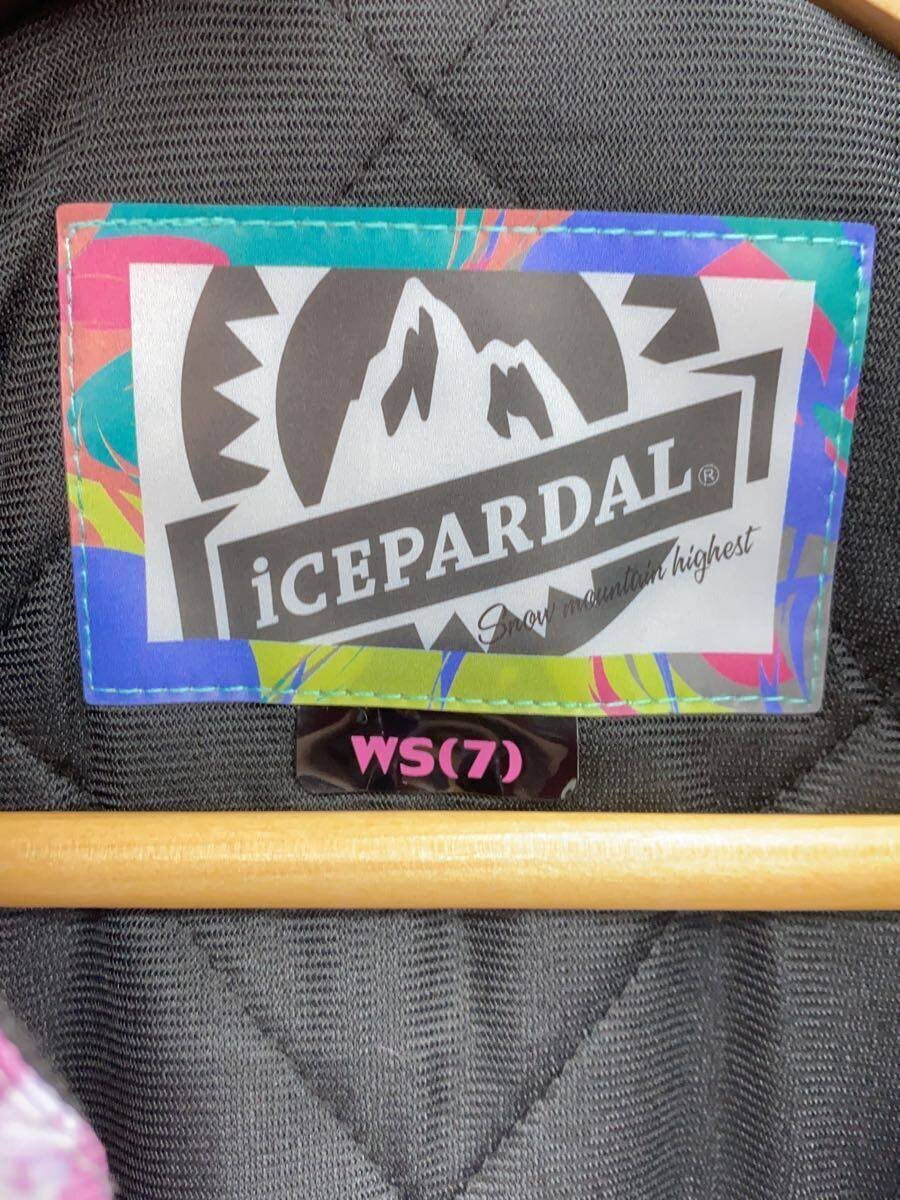 iCEPARDAL®
Snow mountain highest
WS(7)